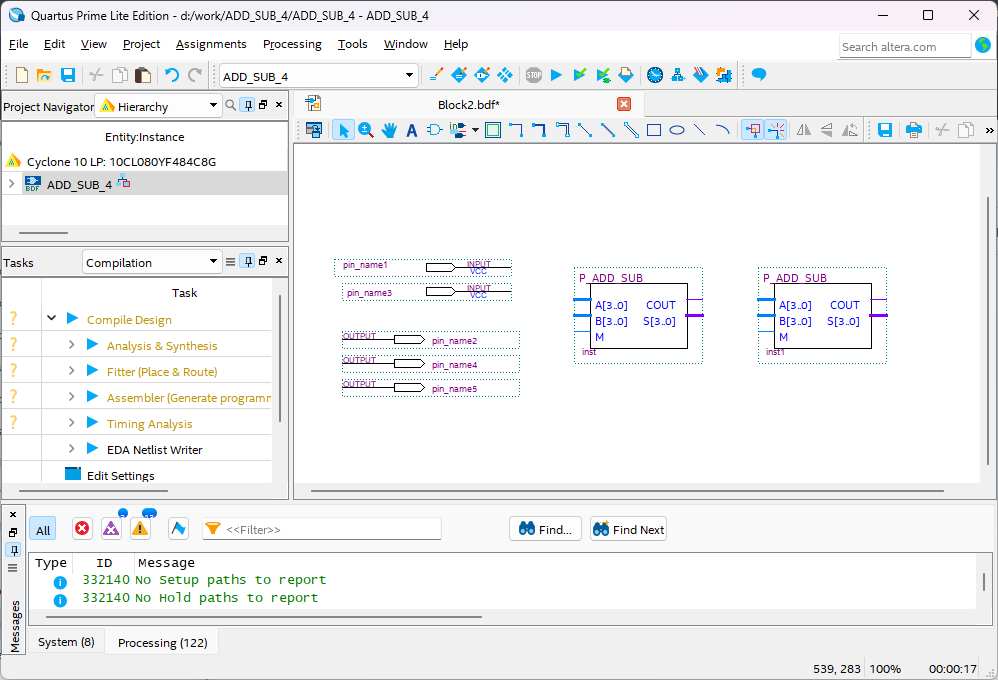 Quartus Prime Lite Edition - d:/work/ADD_SUB_4/ADD_SUB_4 - ADD_SUB_4
File Edit View Project Assignments Processing Tools Window Help
Search altera.com
ADD_SUB_4
STOP
Project Navigator Hierarchy
Entity:Instance
Cyclone 10 LP: 10CL080YF484C8G
BDF ADD_SUB_4
Tasks Compilation
Task
Compile Design
Analysis & Synthesis
Fitter (Place & Route)
Assembler (Generate programm
Timing Analysis
EDA Netlist Writer
Edit Settings
Block2.bdf*
pin_name1 INPUT
VCC
pin_name3 INPUT
VCC
OUTPUT pin_name2
OUTPUT pin_name4
OUTPUT pin_name5
P_ADD_SUB
A[3..0] COUT
B[3..0] S[3..0]
M
inst
P_ADD_SUB
A[3..0] COUT
B[3..0] S[3..0]
M
inst1
Messages
All
<<Filter>>
Find... Find Next
Type ID Message
332140 No Setup paths to report
332140 No Hold paths to report
System (8) Processing (122)
539, 283 100% 00:00:17